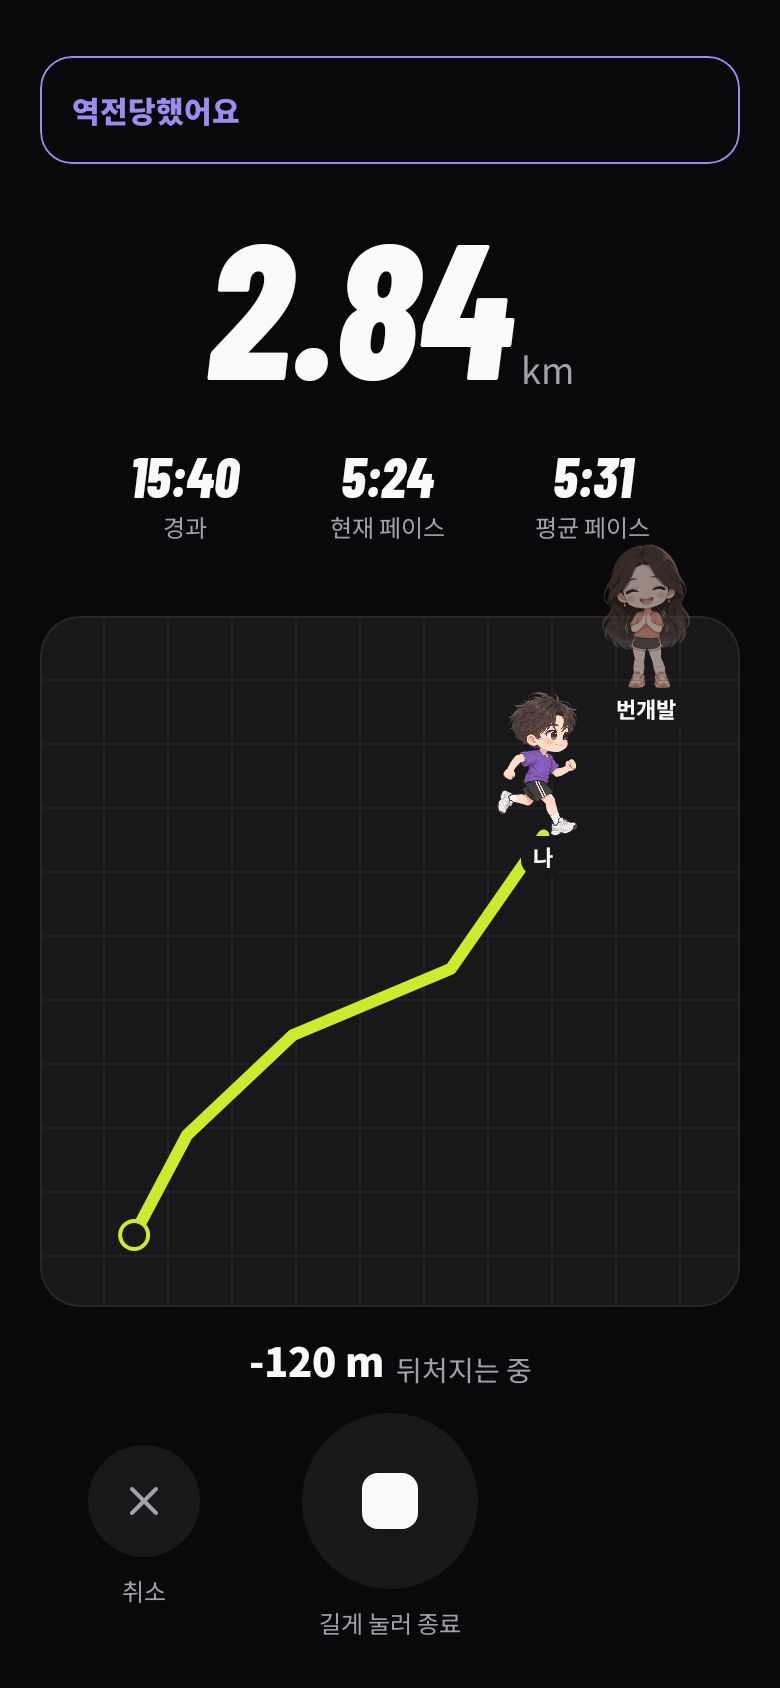 역전당했어요
2.84 km
15:40 5:24 5:31
경과 현재 페이스 평균 페이스
번개발
나
-120 m 뒤처지는 중
취소
길게 눌러 종료